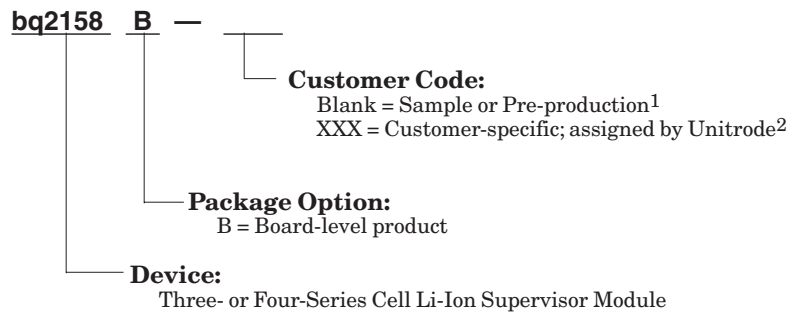 bq2158 B —
Customer Code:
Blank = Sample or Pre-production1
XXX = Customer-specific; assigned by Unitrode2
Package Option:
B = Board-level product
Device:
Three- or Four-Series Cell Li-Ion Supervisor Module